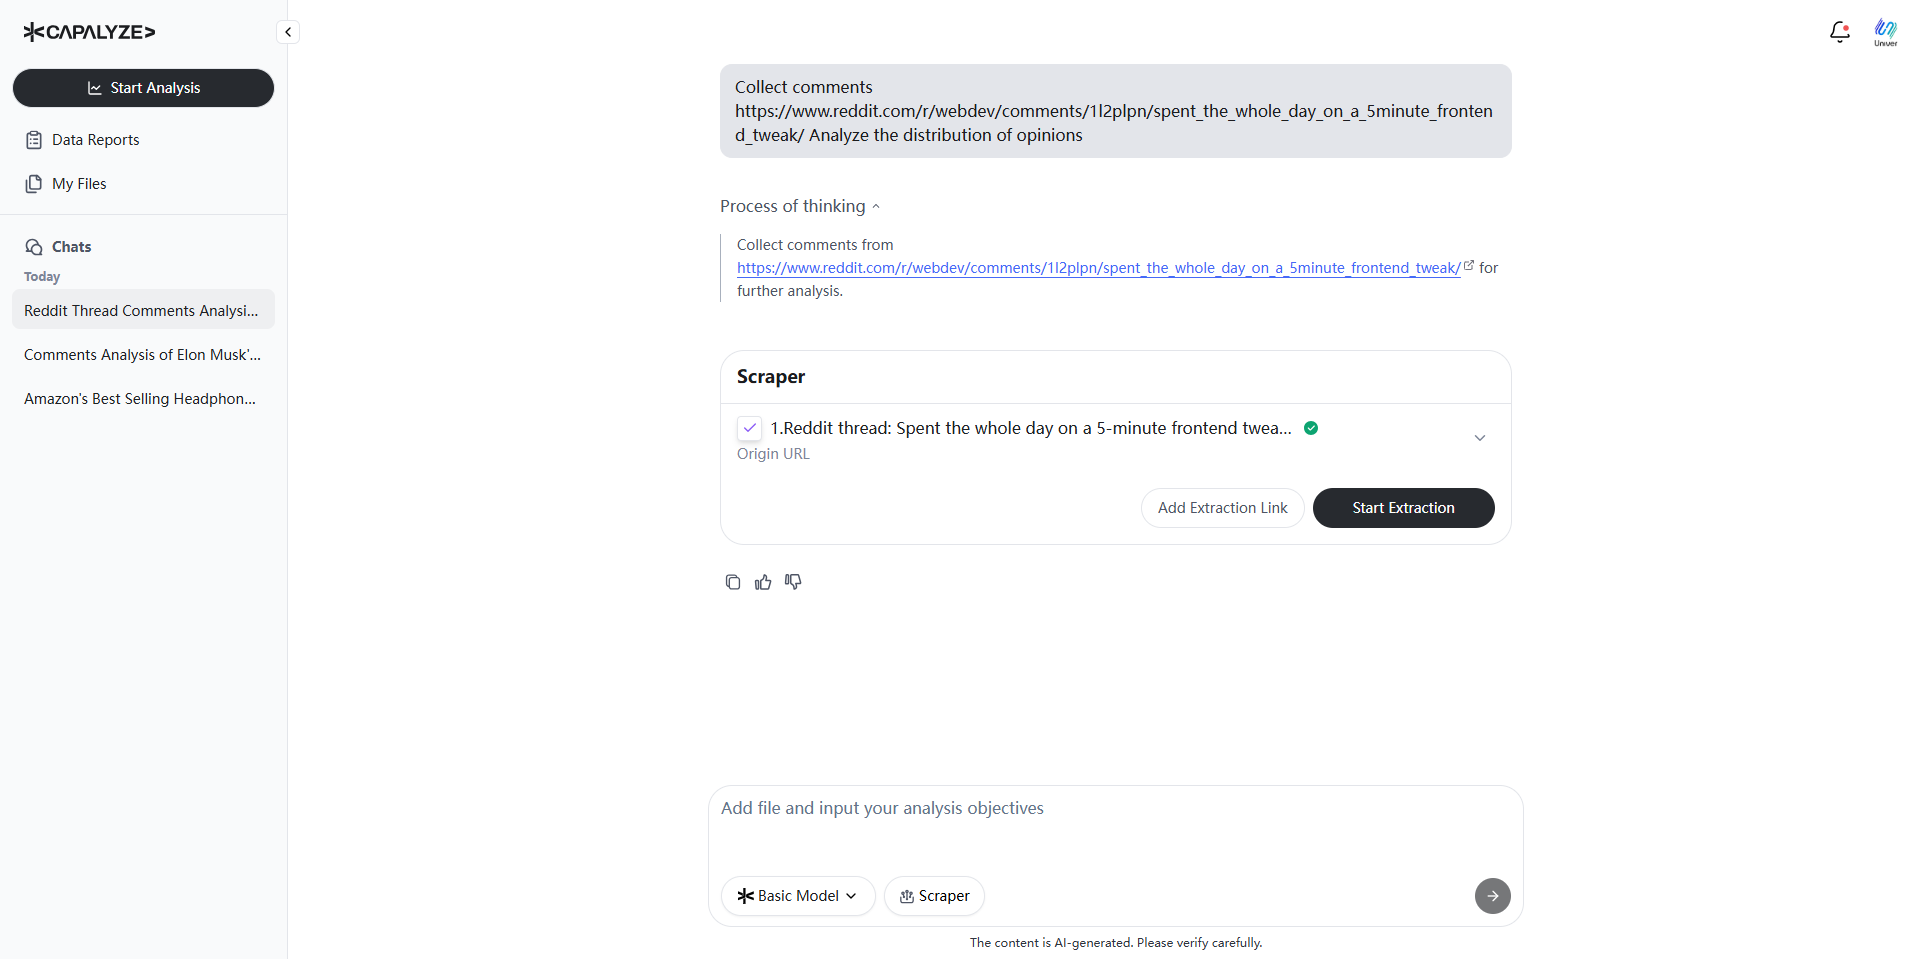 CAPALYZE
Start Analysis
Data Reports
My Files
Chats
Today
Reddit Thread Comments Analysi...
Comments Analysis of Elon Musk'...
Amazon's Best Selling Headphon...
Univer
Collect comments
https://www.reddit.com/r/webdev/comments/1l2plpn/spent_the_whole_day_on_a_5minute_fronten
d_tweak/ Analyze the distribution of opinions
Process of thinking
Collect comments from
https://www.reddit.com/r/webdev/comments/1l2plpn/spent_the_whole_day_on_a_5minute_frontend_tweak/ for
further analysis.
Scraper
1.Reddit thread: Spent the whole day on a 5-minute frontend twea...
Origin URL
Add Extraction Link
Start Extraction
Add file and input your analysis objectives
Basic Model
Scraper
The content is AI-generated. Please verify carefully.